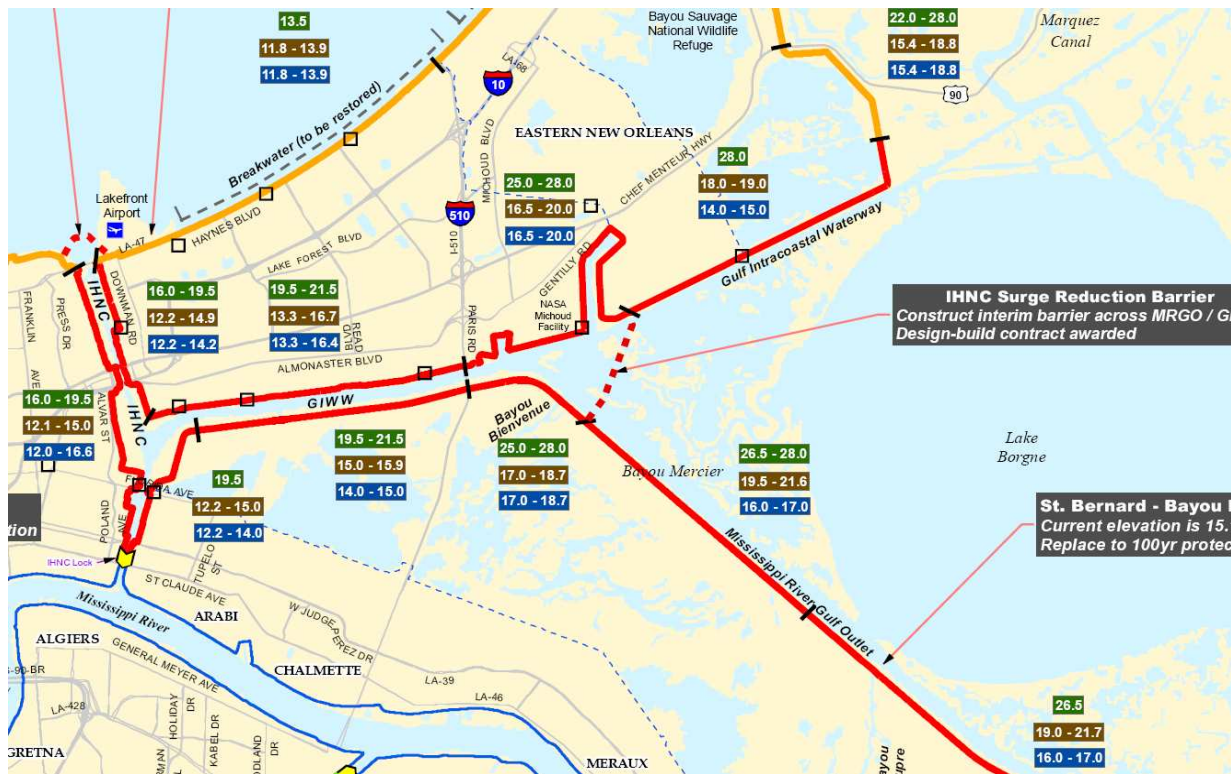 13.5
11.8 - 13.9
11.8 - 13.9
Bayou Sauvage
National Wildlife
Refuge
22.0 - 28.0
15.4 - 18.8
15.4 - 18.8
Marquez
Canal
LA-68
10
90
Breakwater (to be restored)
MICHOUD BLVD
EASTERN NEW ORLEANS
CHEF MENTEUR HWY
28.0
18.0 - 19.0
14.0 - 15.0
25.0 - 28.0
16.5 - 20.0
16.5 - 20.0
Lakefront
Airport
LA-47
HAYNES BLVD
510
I-510
LAKE FOREST BLVD
GENTILLY RD
Gulf Intracoastal Waterway
IHNC
DOWNMAN RD
FRANKLIN
AVE
PRESS DR
16.0 - 19.5
12.2 - 14.9
12.2 - 14.2
19.5 - 21.5
13.3 - 16.7
13.3 - 16.4
READ
BLVD
PARIS RD
NASA
Michoud
Facility
IHNC Surge Reduction Barrier
Construct interim barrier across MRGO / GI
Design-build contract awarded
ALMONASTER BLVD
16.0 - 19.5
12.1 - 15.0
12.0 - 16.6
ALVAR ST
IHNC
GIWW
Bayou
Bienvenue
19.5 - 21.5
15.0 - 15.9
14.0 - 15.0
25.0 - 28.0
17.0 - 18.7
17.0 - 18.7
Bayou Mercier
26.5 - 28.0
19.5 - 21.6
16.0 - 17.0
Lake
Borgne
19.5
12.2 - 15.0
12.2 - 14.0
AVE
POLAND
AVE
tion
St. Bernard - Bayou
Current elevation is 15.
Replace to 100yr protec
IHNC Lock
TUPELO
ST
ST CLAUDE AVE
Mississippi River Gulf Outlet
Mississippi River
ARABI
W JUDGE PEREZ DR
ALGIERS
GENERAL MEYER AVE
CHALMETTE
-90-BR
LA-39
LA-46
LA-428
HOLIDAY
DR
KABEL DR
DR
26.5
19.0 - 21.7
16.0 - 17.0
GRETNA
MERAUX